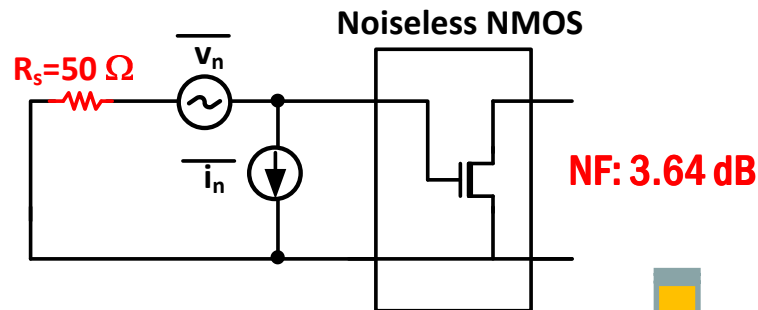 Noiseless NMOS
Rs=50 Ω
vn
in
NF: 3.64 dB